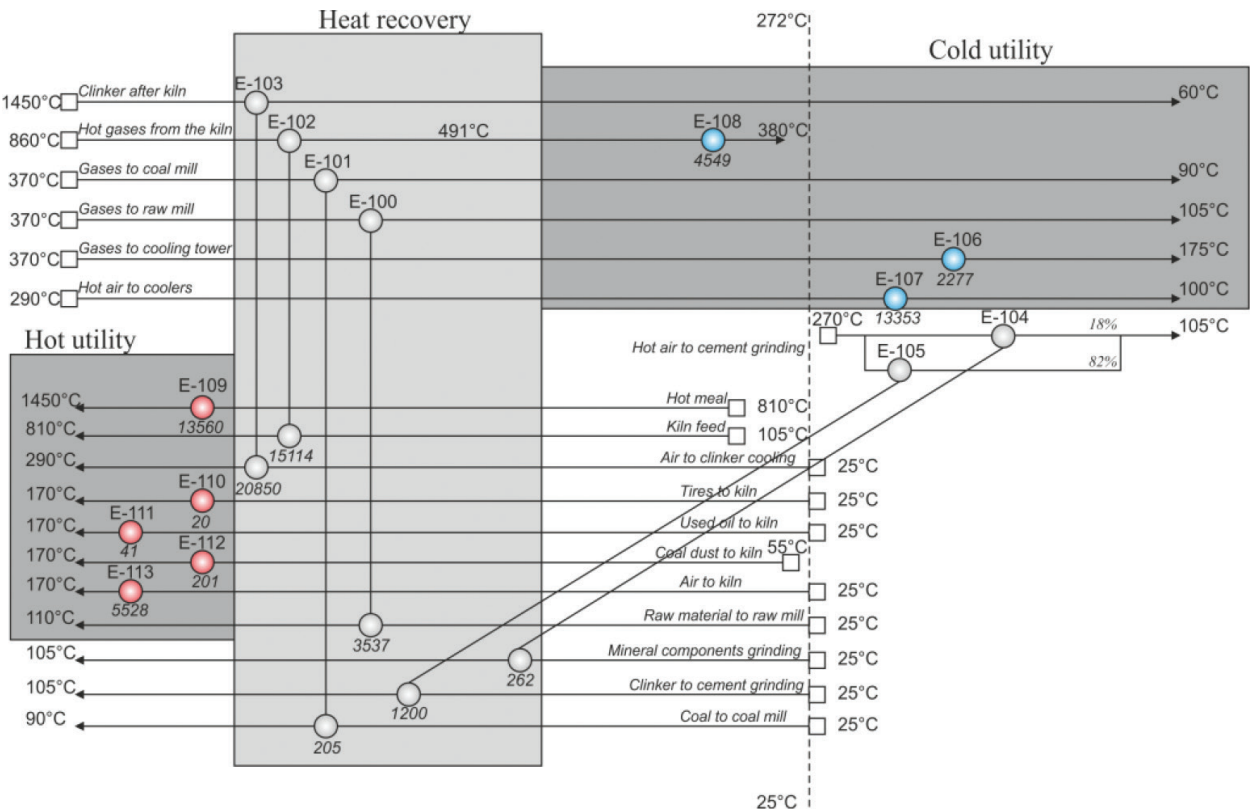 Heat recovery
272°C
Cold utility
E-103
1450°C Clinker after kiln 60°C
E-102 E-108
860°C Hot gases from the kiln 491°C 380°C
4549
E-101
370°C Gases to coal mill 90°C
E-100
370°C Gases to raw mill 105°C
E-106
370°C Gases to cooling tower 175°C
2277
E-107
290°C Hot air to coolers 100°C
13353
E-104
270°C 18% 105°C
Hot air to cement grinding
E-105
82%
Hot utility
E-109
1450°C Hot meal 810°C
13560
810°C Kiln feed 105°C
15114
290°C Air to clinker cooling 25°C
20850
E-110
170°C Tires to kiln 25°C
20
E-111
170°C Used oil to kiln 25°C
41
E-112
170°C Coal dust to kiln 55°C
201
E-113
170°C Air to kiln 25°C
5528
110°C Raw material to raw mill 25°C
3537
105°C Mineral components grinding 25°C
262
105°C Clinker to cement grinding 25°C
1200
90°C Coal to coal mill 25°C
205
25°C